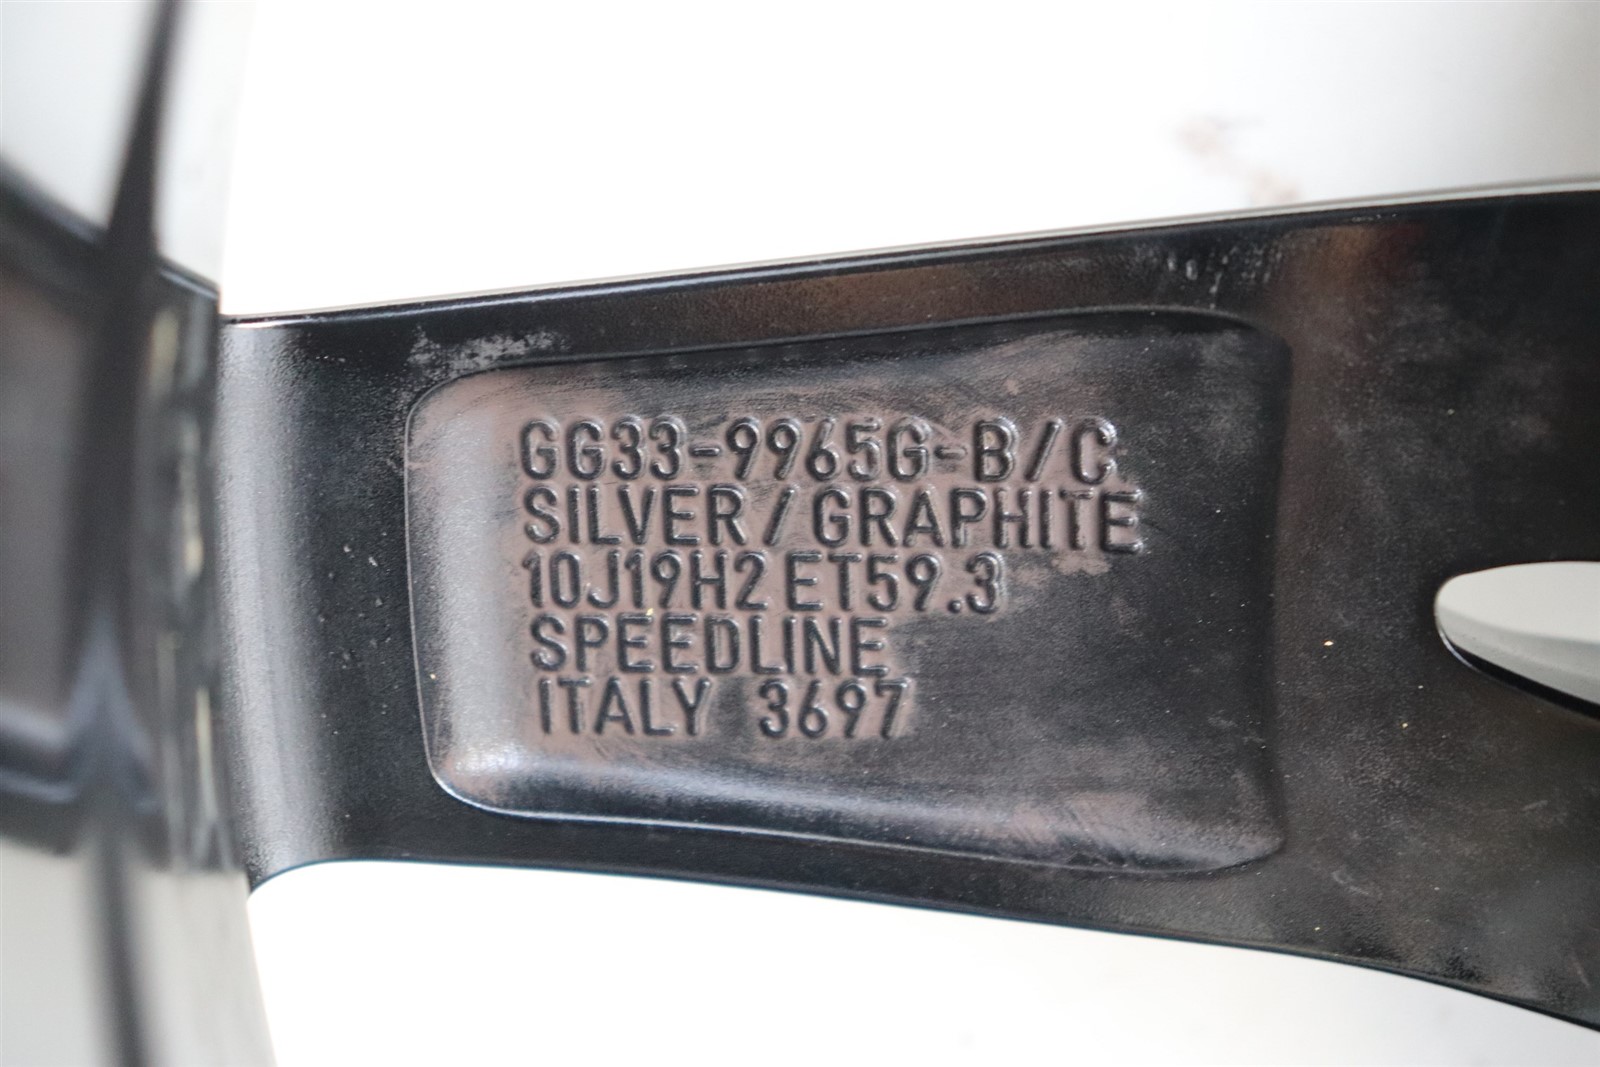 GG33-9965G-B/C
SILVER/GRAPHITE
10J19H2 ET59.3
SPEEDLINE
ITALY 3697